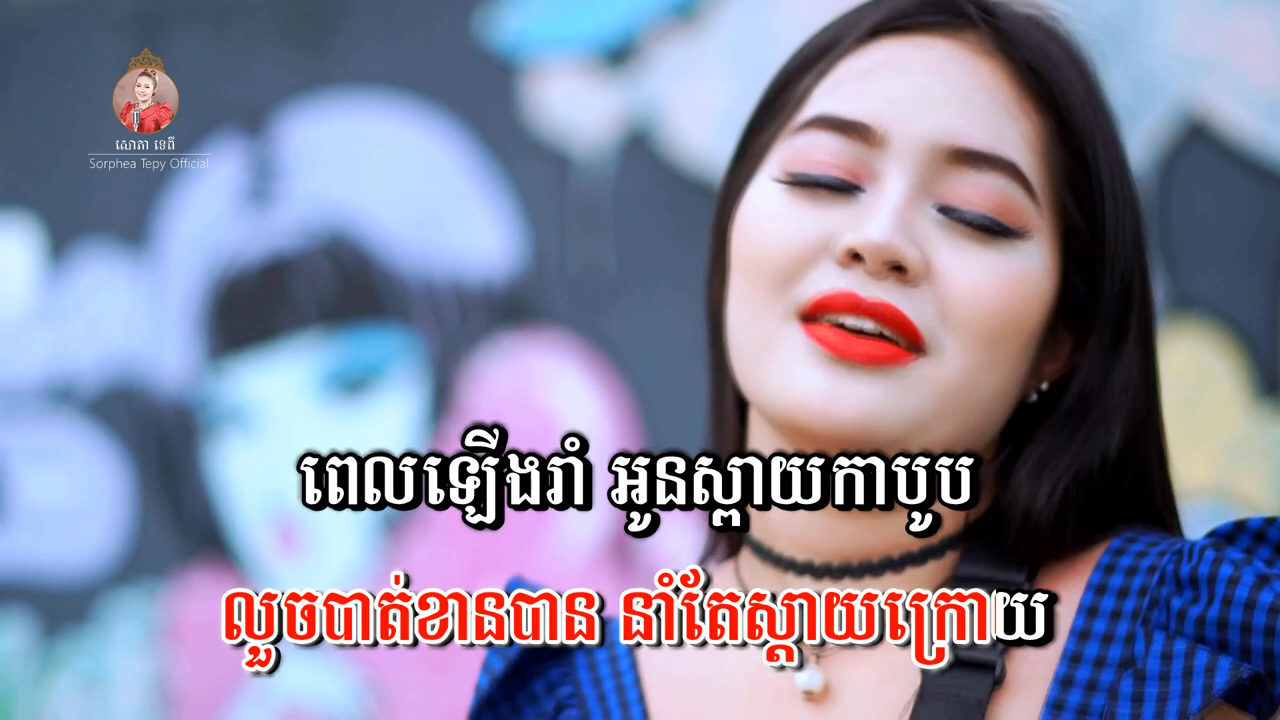 សោភា ទេពី
Sorphea Tepy Official
ពេលឡើងរាំ អូនស្ពាយកាបូប
លួចបាត់ខានបាន នាំតែស្ដាយក្រោយ